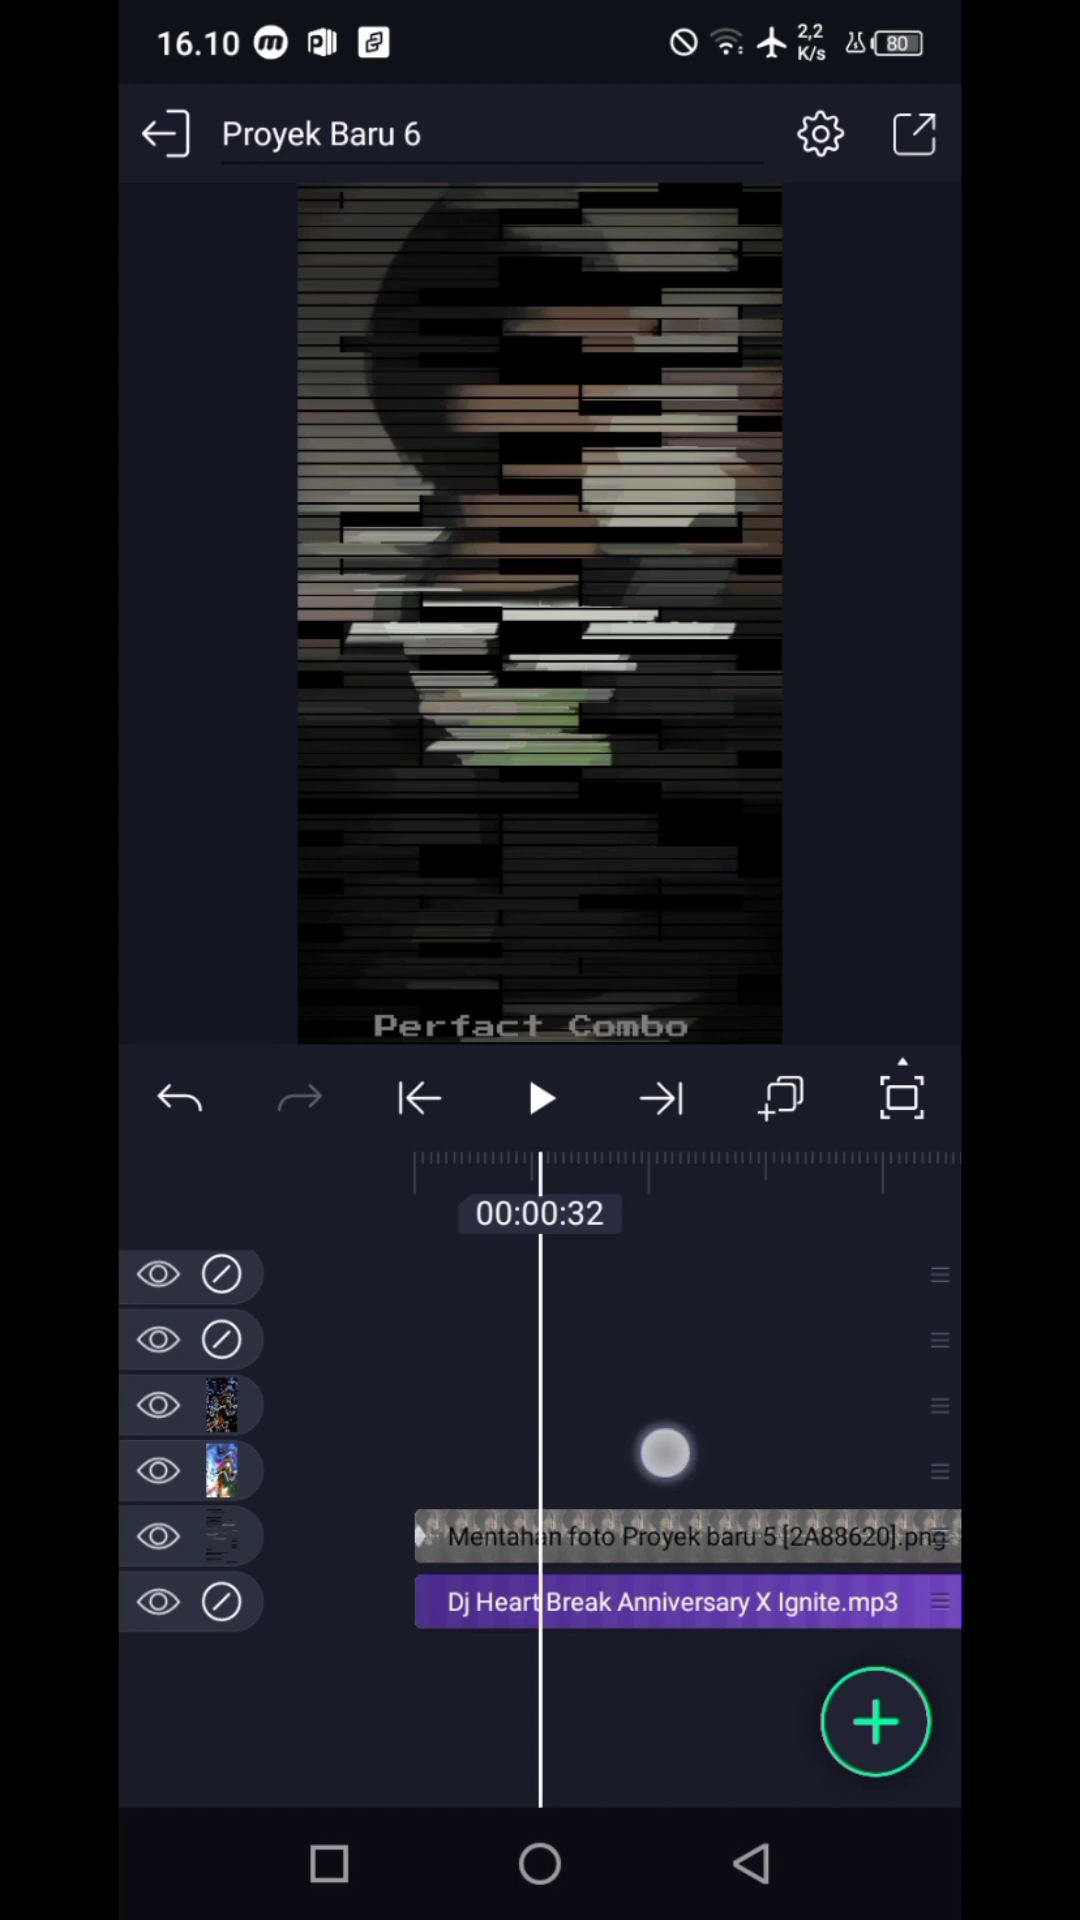 16.10
2,2
K/s
80
Proyek Baru 6
Perfact Combo
00:00:32
Mentahan foto Proyek baru 5 [2A88620].png
Dj Heart Break Anniversary X Ignite.mp3